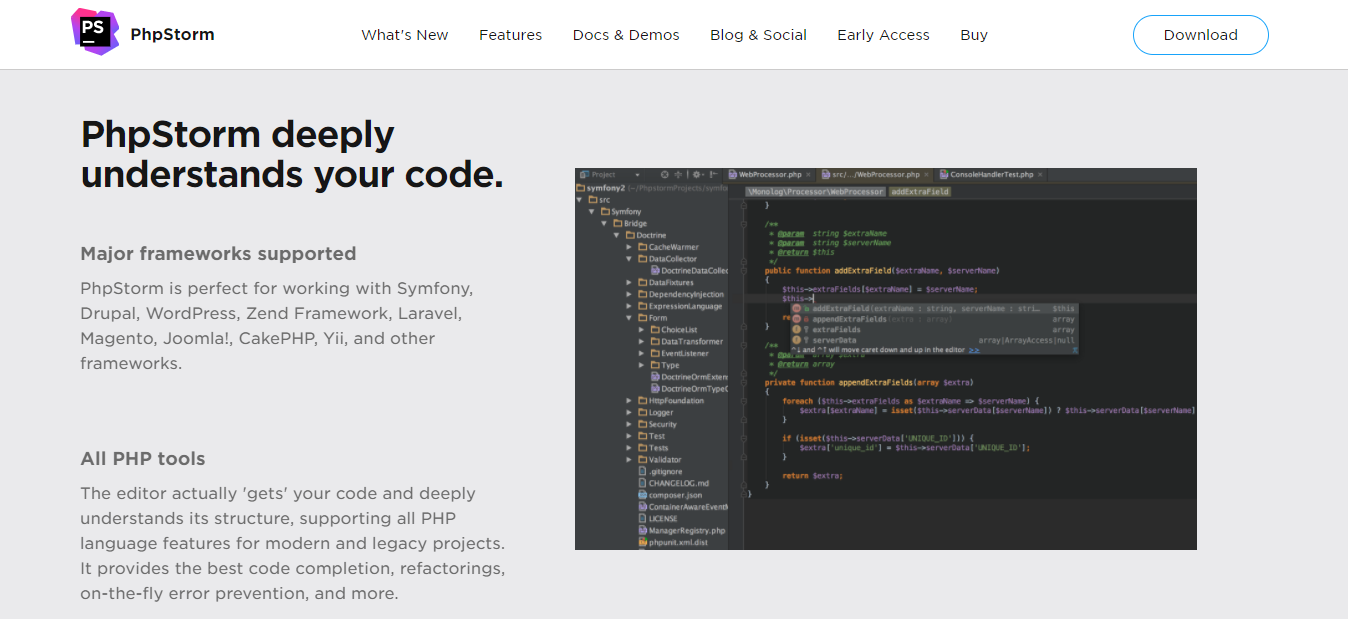 PS
PhpStorm
What's New Features Docs & Demos Blog & Social Early Access Buy
Download
PhpStorm deeply
understands your code.
Major frameworks supported
PhpStorm is perfect for working with Symfony,
Drupal, WordPress, Zend Framework, Laravel,
Magento, Joomla!, CakePHP, Yii, and other
frameworks.
All PHP tools
The editor actually 'gets' your code and deeply
understands its structure, supporting all PHP
language features for modern and legacy projects.
It provides the best code completion, refactorings,
on-the-fly error prevention, and more.
Project
symfony2 (~/PhpstormProjects/symfo
src
Symfony
Bridge
Doctrine
CacheWarmer
DataCollector
DoctrineDataCollec
DataFixtures
DependencyInjection
ExpressionLanguage
Form
ChoiceList
DataTransformer
EventListener
Type
DoctrineOrmExten
DoctrineOrmTypeG
HttpFoundation
Logger
Security
Test
Tests
Validator
.gitignore
CHANGELOG.md
composer.json
ContainerAwareEventM
LICENSE
ManagerRegistry.php
phpunit.xml.dist
WebProcessor.php × src/.../WebProcessor.php × ConsoleHandlerTest.php ×
\Monolog\Processor\WebProcessor addExtraField
}
/**
* @param string $extraName
* @param string $serverName
* @return $this
*/
public function addExtraField($extraName, $serverName)
{
$this->extraFields[$extraName] = $serverName;
$this->
addExtraField(extraName : string, serverName : stri... $this
re appendExtraFields(extra : array) array
} extraFields array
serverData array|ArrayAccess|null
/** ^↓ and ^↑ will move caret down and up in the editor >>
* @param array $extra
* @return array
*/
private function appendExtraFields(array $extra)
{
foreach ($this->extraFields as $extraName => $serverName) {
$extra[$extraName] = isset($this->serverData[$serverName]) ? $this->serverData[$serverName]
}
if (isset($this->serverData['UNIQUE_ID'])) {
$extra['unique_id'] = $this->serverData['UNIQUE_ID'];
}
return $extra;
}
}